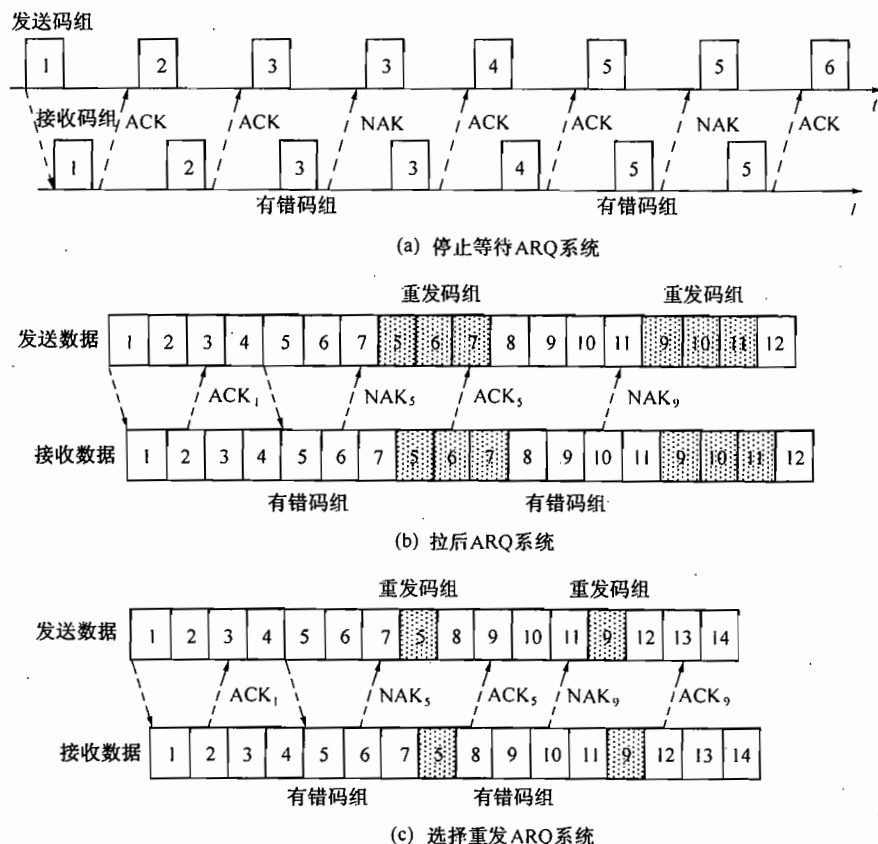 发送码组
1 2 3 3 4 5 5 6
t
接收码组 ACK ACK NAK ACK ACK NAK ACK
1 2 3 3 4 5 5
t
有错码组 有错码组
(a) 停止等待ARQ系统
重发码组 重发码组
发送数据 1 2 3 4 5 6 7 5 6 7 8 9 10 11 9 10 11 12
ACK₁ NAK₅ ACK₅ NAK₉
接收数据 1 2 3 4 5 6 7 5 6 7 8 9 10 11 9 10 11 12
有错码组 有错码组
(b) 拉后ARQ系统
重发码组 重发码组
发送数据 1 2 3 4 5 6 7 5 8 9 10 11 9 12 13 14
ACK₁ NAK₅ ACK₅ NAK₉ ACK₉
接收数据 1 2 3 4 5 6 7 5 8 9 10 11 9 12 13 14
有错码组 有错码组
(c) 选择重发ARQ系统